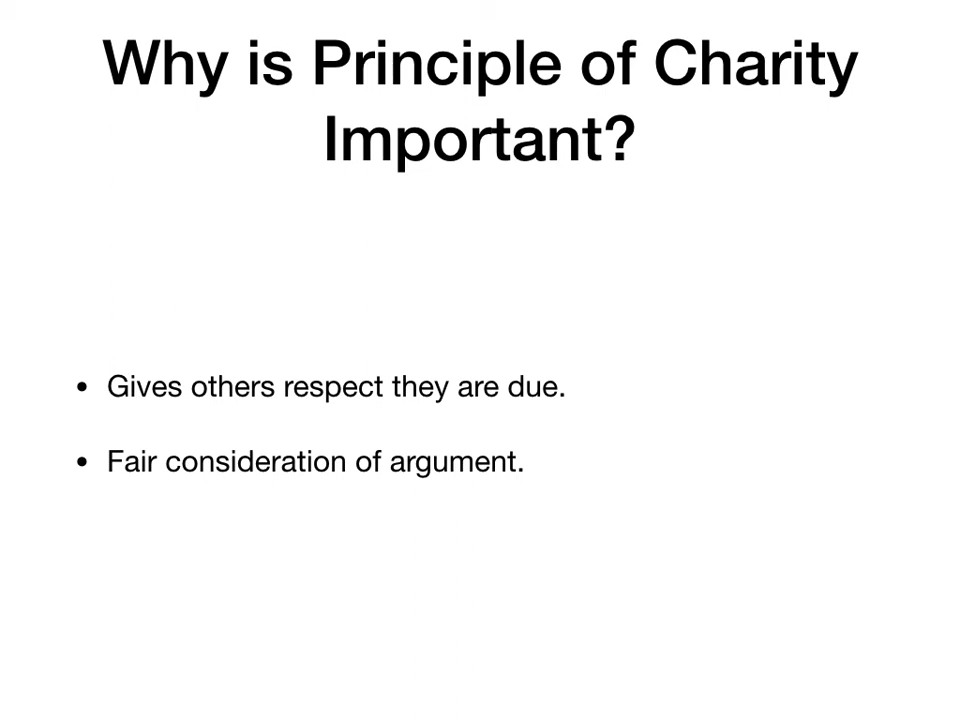 Why is Principle of Charity
Important?
• Gives others respect they are due.
• Fair consideration of argument.